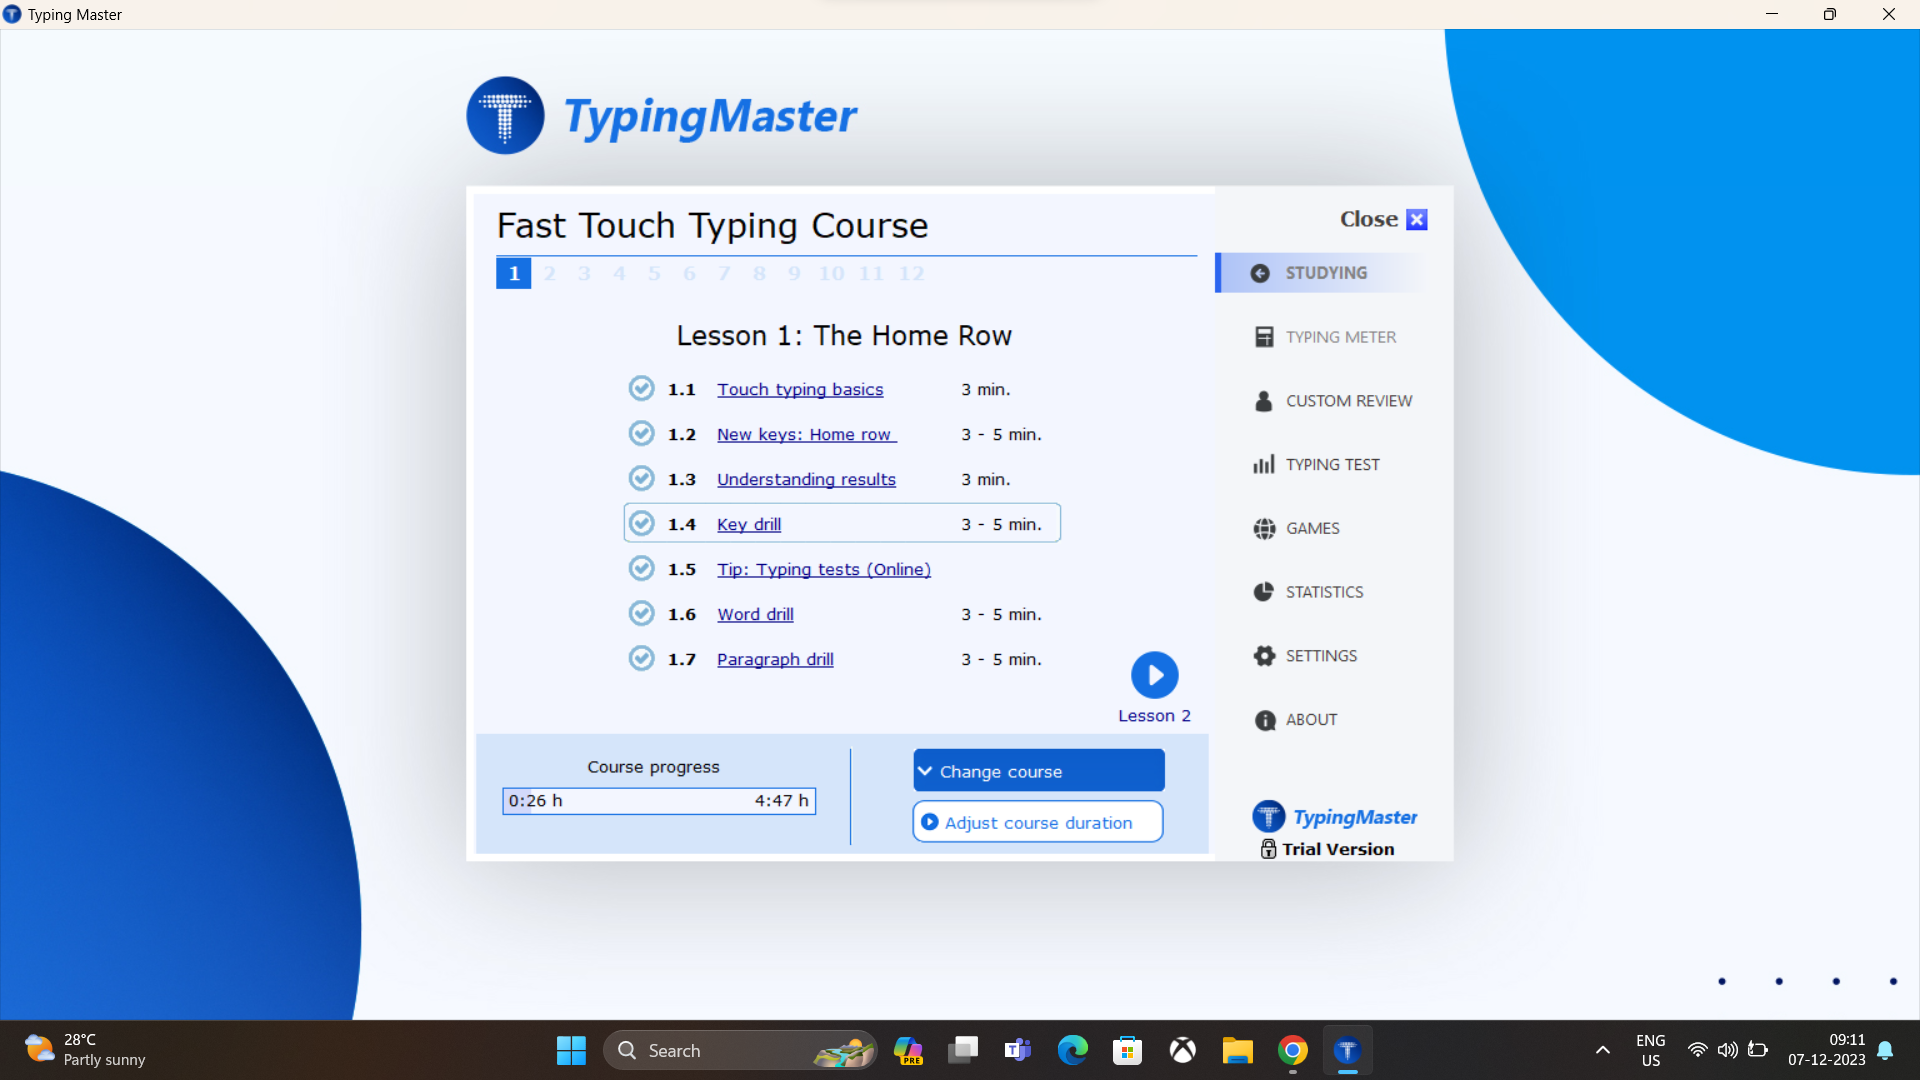 Typing Master
TypingMaster
Fast Touch Typing Course
Close
1 2 3 4 5 6 7 8 9 10 11 12
Lesson 1: The Home Row
1.1 Touch typing basics 3 min.
1.2 New keys: Home row 3 - 5 min.
1.3 Understanding results 3 min.
1.4 Key drill 3 - 5 min.
1.5 Tip: Typing tests (Online)
1.6 Word drill 3 - 5 min.
1.7 Paragraph drill 3 - 5 min.
Lesson 2
Course progress
0:26 h 4:47 h
Change course
Adjust course duration
STUDYING
TYPING METER
CUSTOM REVIEW
TYPING TEST
GAMES
STATISTICS
SETTINGS
ABOUT
TypingMaster
Trial Version
28°C
Partly sunny
Search
PRE
ENG
US
09:11
07-12-2023